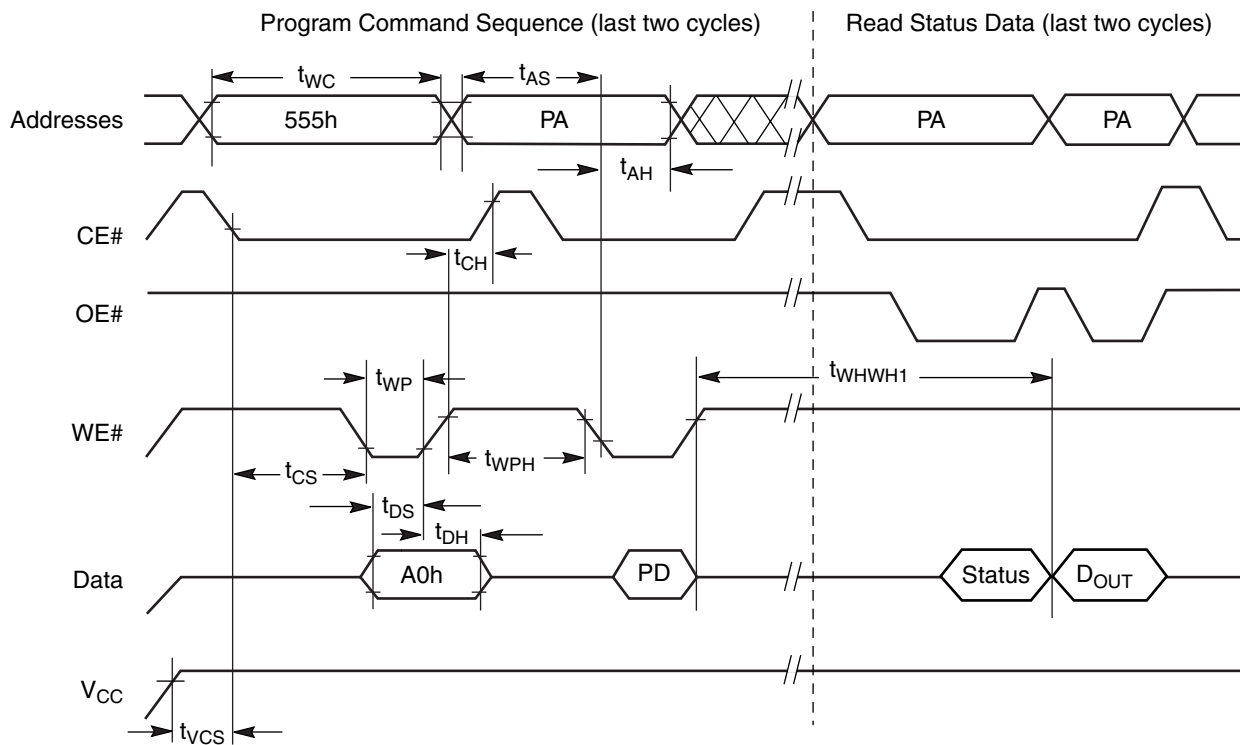 Program Command Sequence (last two cycles)
Read Status Data (last two cycles)
tWC
tAS
Addresses
555h
PA
PA
PA
tAH
CE#
tCH
OE#
tWP
tWHWH1
WE#
tCS
tWPH
tDS
tDH
Data
A0h
PD
Status
DOUT
VCC
tVCS